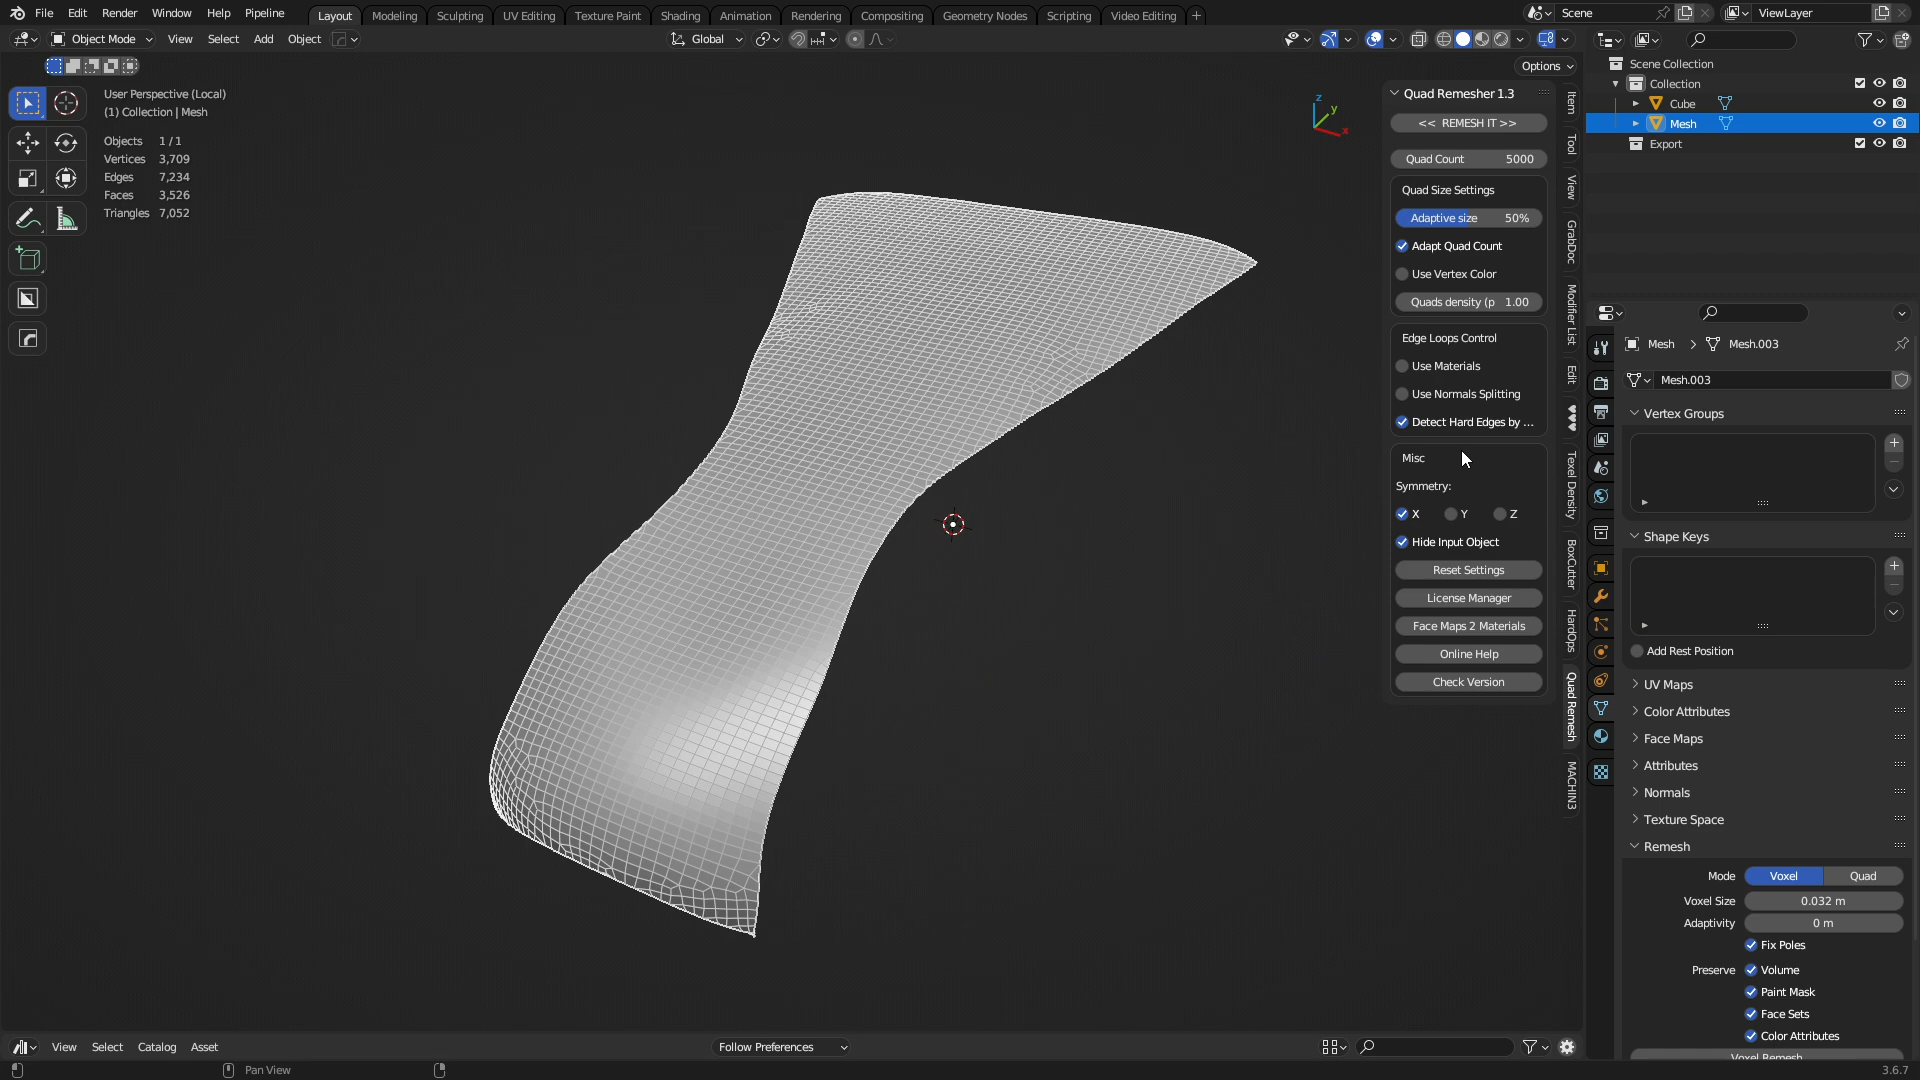 File Edit Render Window Help Pipeline
Layout Modeling Sculpting UV Editing Texture Paint Shading Animation Rendering Compositing Geometry Nodes Scripting Video Editing +
Scene
ViewLayer
Object Mode View Select Add Object
Global
Options
User Perspective (Local)
(1) Collection | Mesh
Objects 1/1
Vertices 3,709
Edges 7,234
Faces 3,526
Triangles 7,052
z
y
x
Quad Remesher 1.3
<< REMESH IT >>
Quad Count 5000
Quad Size Settings
Adaptive size 50%
Adapt Quad Count
Use Vertex Color
Quads density (p 1.00
Edge Loops Control
Use Materials
Use Normals Splitting
Detect Hard Edges by ...
Misc
Symmetry:
X Y Z
Hide Input Object
Reset Settings
License Manager
Face Maps 2 Materials
Online Help
Check Version
Item
Tool
View
GrabDoc
Modifier List
Edit
♥♥♥
Texel Density
BoxCutter
HardOps
Quad Remesh
MACHIN3
Scene Collection
Collection
Cube
Mesh
Export
Mesh > Mesh.003
Mesh.003
Vertex Groups
Shape Keys
Add Rest Position
UV Maps
Color Attributes
Face Maps
Attributes
Normals
Texture Space
Remesh
Mode Voxel Quad
Voxel Size 0.032 m
Adaptivity 0 m
Fix Poles
Preserve Volume
Paint Mask
Face Sets
Color Attributes
Voxel Remesh
View Select Catalog Asset
Follow Preferences
Pan View
3.6.7